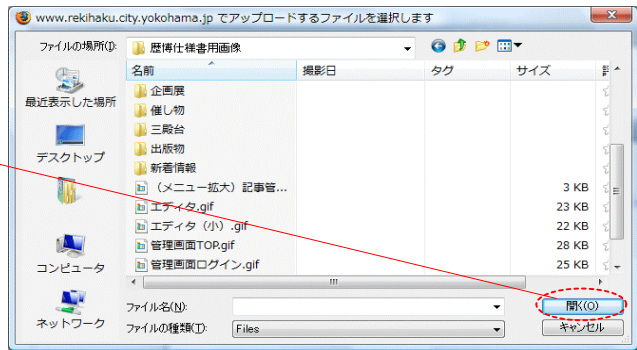 www.rekihaku.city.yokohama.jp でアップロードするファイルを選択します
ファイルの場所(I): 歴博仕様書用画像
名前 撮影日 タグ サイズ
最近表示した場所
デスクトップ
コンピュータ
ネットワーク
企画展
催し物
三殿台
出版物
新着情報
(メニュー拡大)記事管... 3 KB
エディタ.gif 23 KB
エディタ(小).gif 22 KB
管理画面TOP.gif 28 KB
管理画面ログイン.gif 25 KB
ファイル名(N): 開く(O)
ファイルの種類(T): Files キャンセル